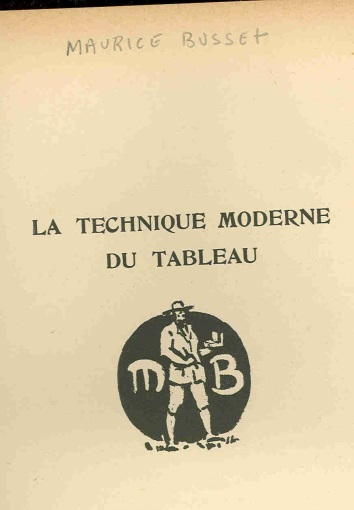 MAURICE BUSSET
LA TECHNIQUE MODERNE
DU TABLEAU
M B